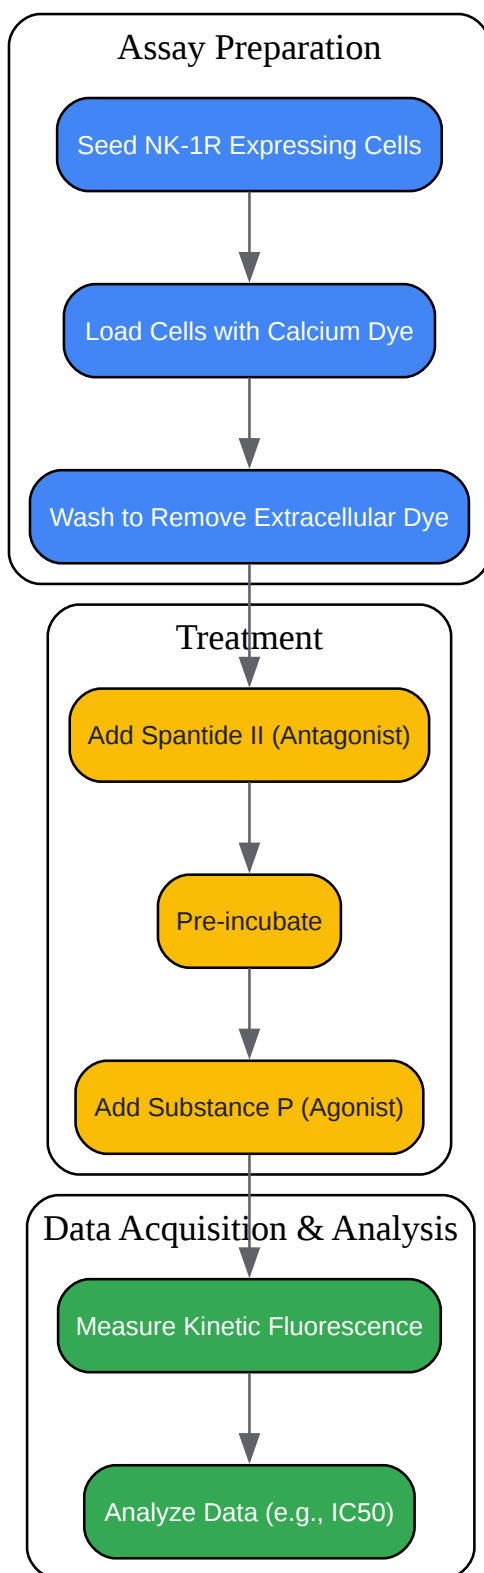 Assay Preparation
Seed NK-1R Expressing Cells
Load Cells with Calcium Dye
Wash to Remove Extracellular Dye
Treatment
Add Spantide II (Antagonist)
Pre-incubate
Add Substance P (Agonist)
Data Acquisition & Analysis
Measure Kinetic Fluorescence
Analyze Data (e.g., IC50)